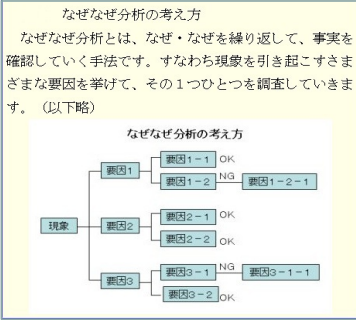 なぜなぜ分析の考え方
なぜなぜ分析とは、なぜ・なぜを繰り返して、事実を
確認していく手法です。すなわち現象を引き起こすさま
ざまな要因を挙げて、その１つひとつを調査していきま
す。（以下略）
なぜなぜ分析の考え方
要因１－１ OK
要因１
要因１－２ NG 要因１－２－１
要因２－１ OK
現象 要因２
要因２－２ OK
要因３－１ NG 要因３－１－１
要因３
要因３－２ OK